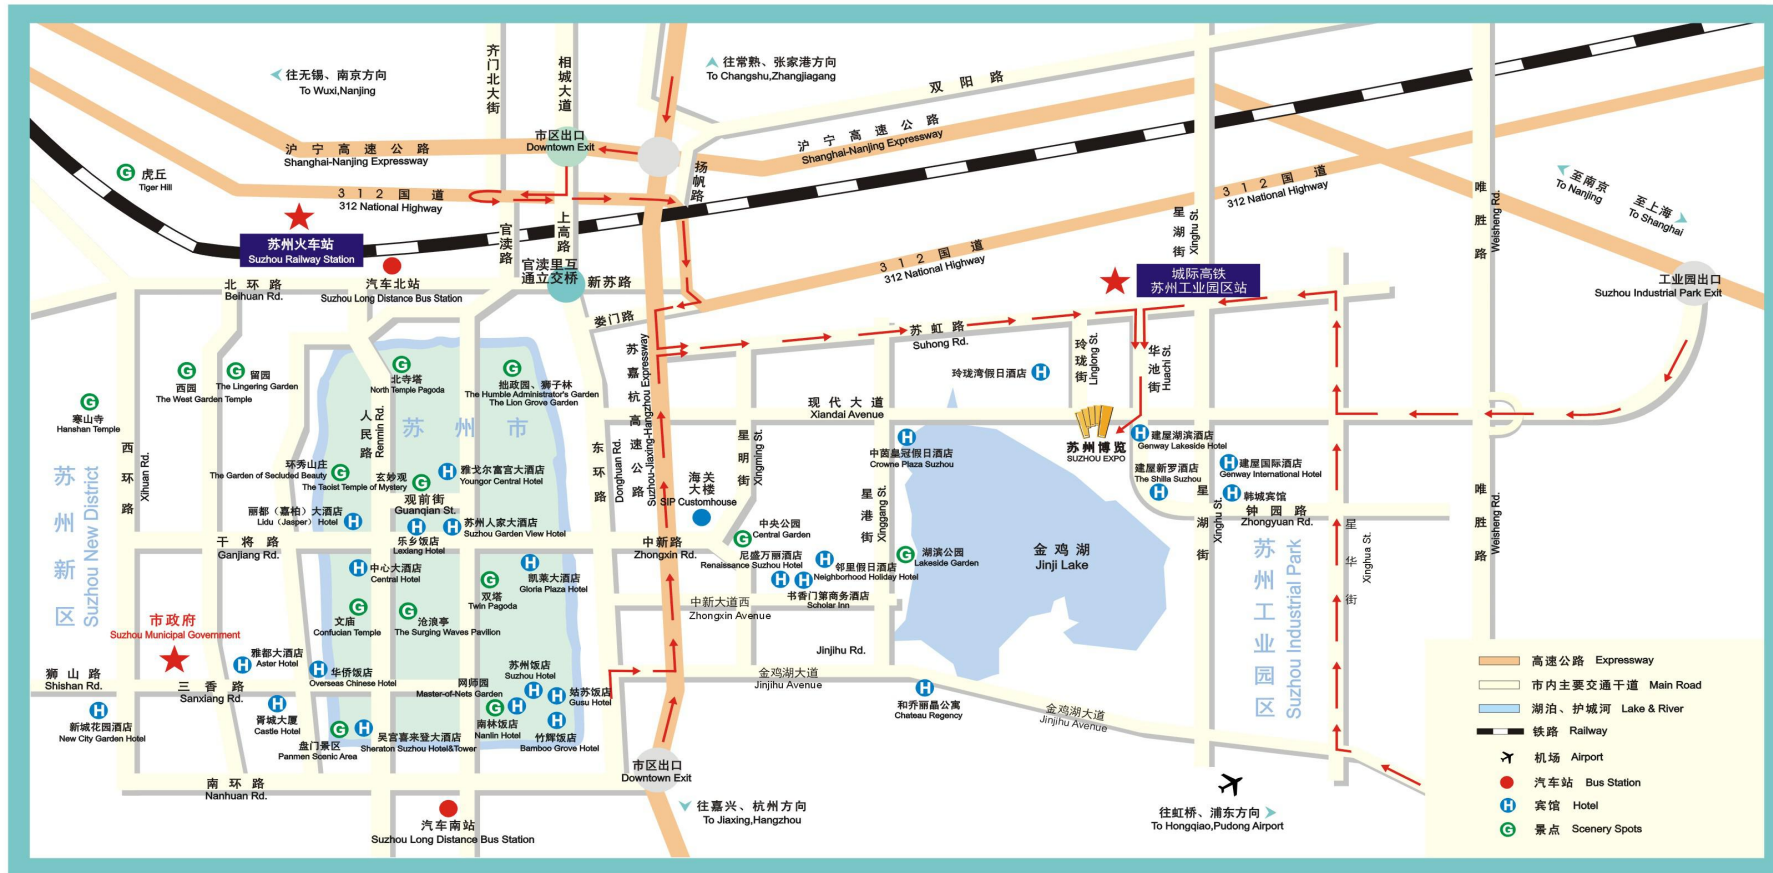 齐门北大街
相城大道
往无锡、南京方向
To Wuxi,Nanjing
往常熟、张家港方向
To Changshu,Zhangjiagang
双阳路
沪宁高速公路
Shanghai-Nanjing Expressway
市区出口
Downtown Exit
沪宁高速公路
Shanghai-Nanjing Expressway
扬帆路
虎丘
Tiger Hill
312国道
312 National Highway
312国道
312 National Highway
至南京
To Nanjing
至上海
To Shanghai
唯胜路
Weisheng Rd.
星湖街
Xinghu St.
苏州火车站
Suzhou Railway Station
官渎路
上高路
官渎里互
通立交桥
新苏路
312国道
312 National Highway
城际高铁
苏州工业园区站
工业园出口
Suzhou Industrial Park Exit
北环路
Beihuan Rd.
汽车北站
Suzhou Long Distance Bus Station
娄门路
苏虹路
Suhong Rd.
玲珑街
Linglong St.
华池街
Huachi St.
苏嘉杭高速公路
Suzhou-Jiaxing-Hangzhou Expressway
西园
The West Garden Temple
留园
The Lingering Garden
北寺塔
North Temple Pagoda
拙政园、狮子林
The Humble Administrator's Garden
The Lion Grove Garden
玲珑湾假日酒店
寒山寺
Hanshan Temple
人民路
Renmin Rd.
苏州市
现代大道
Xiandai Avenue
苏州博览
SUZHOU EXPO
建屋湖滨酒店
Genway Lakeside Hotel
西环路
Xihuan Rd.
苏州新区
Suzhou New District
环秀山庄
The Garden of Secluded Beauty
玄妙观
The Taoist Temple of Mystery
雅戈尔富宫大酒店
Youngor Central Hotel
东环路
Donghuan Rd.
星明街
Xingming St.
中茵皇冠假日酒店
Crowne Plaza Suzhou
建屋新罗酒店
The Shilla Suzhou
建屋国际酒店
Genway International Hotel
韩城宾馆
海关
大楼
SIP Customhouse
观前街
Guanqian St.
丽都（嘉柏）大酒店
Lidu（Jasper）Hotel
苏州人家大酒店
Suzhou Garden View Hotel
乐乡饭店
Lexiang Hotel
星港街
Xinggang St.
星湖街
Xinghu St.
钟园路
Zhongyuan Rd.
唯胜路
Weisheng Rd.
干将路
Ganjiang Rd.
中新路
Zhongxin Rd.
中央公园
Central Garden
尼盛万丽酒店
Renaissance Suzhou Hotel
邻里假日酒店
Neighborhood Holiday Hotel
湖滨公园
Lakeside Garden
金鸡湖
Jinji Lake
苏州工业园区
Suzhou Industrial Park
星华街
Xinghua St.
中心大酒店
Central Hotel
凯莱大酒店
Gloria Plaza Hotel
双塔
Twin Pagoda
书香门第商务酒店
Scholar Inn
中新大道西
Zhongxin Avenue
文庙
Confucian Temple
沧浪亭
The Surging Waves Pavilion
市政府
Suzhou Municipal Government
雅都大酒店
Aster Hotel
华侨饭店
Overseas Chinese Hotel
苏州饭店
Suzhou Hotel
网师园
Master-of-Nets Garden
姑苏饭店
Gusu Hotel
Jinjihu Rd.
金鸡湖大道
Jinjihu Avenue
狮山路
Shishan Rd.
三香路
Sanxiang Rd.
新城花园酒店
New City Garden Hotel
胥城大厦
Castle Hotel
盘门景区
Panmen Scenic Area
吴宫喜来登大酒店
Sheraton Suzhou Hotel&Tower
南林饭店
Nanlin Hotel
竹辉饭店
Bamboo Grove Hotel
和乔丽晶公寓
Chateau Regency
金鸡湖大道
Jinjihu Avenue
南环路
Nanhuan Rd.
市区出口
Downtown Exit
汽车南站
Suzhou Long Distance Bus Station
往嘉兴、杭州方向
To Jiaxing,Hangzhou
往虹桥、浦东方向
To Hongqiao,Pudong Airport
高速公路 Expressway
市内主要交通干道 Main Road
湖泊、护城河 Lake & River
铁路 Railway
机场 Airport
汽车站 Bus Station
H 宾馆 Hotel
G 景点 Scenery Spots